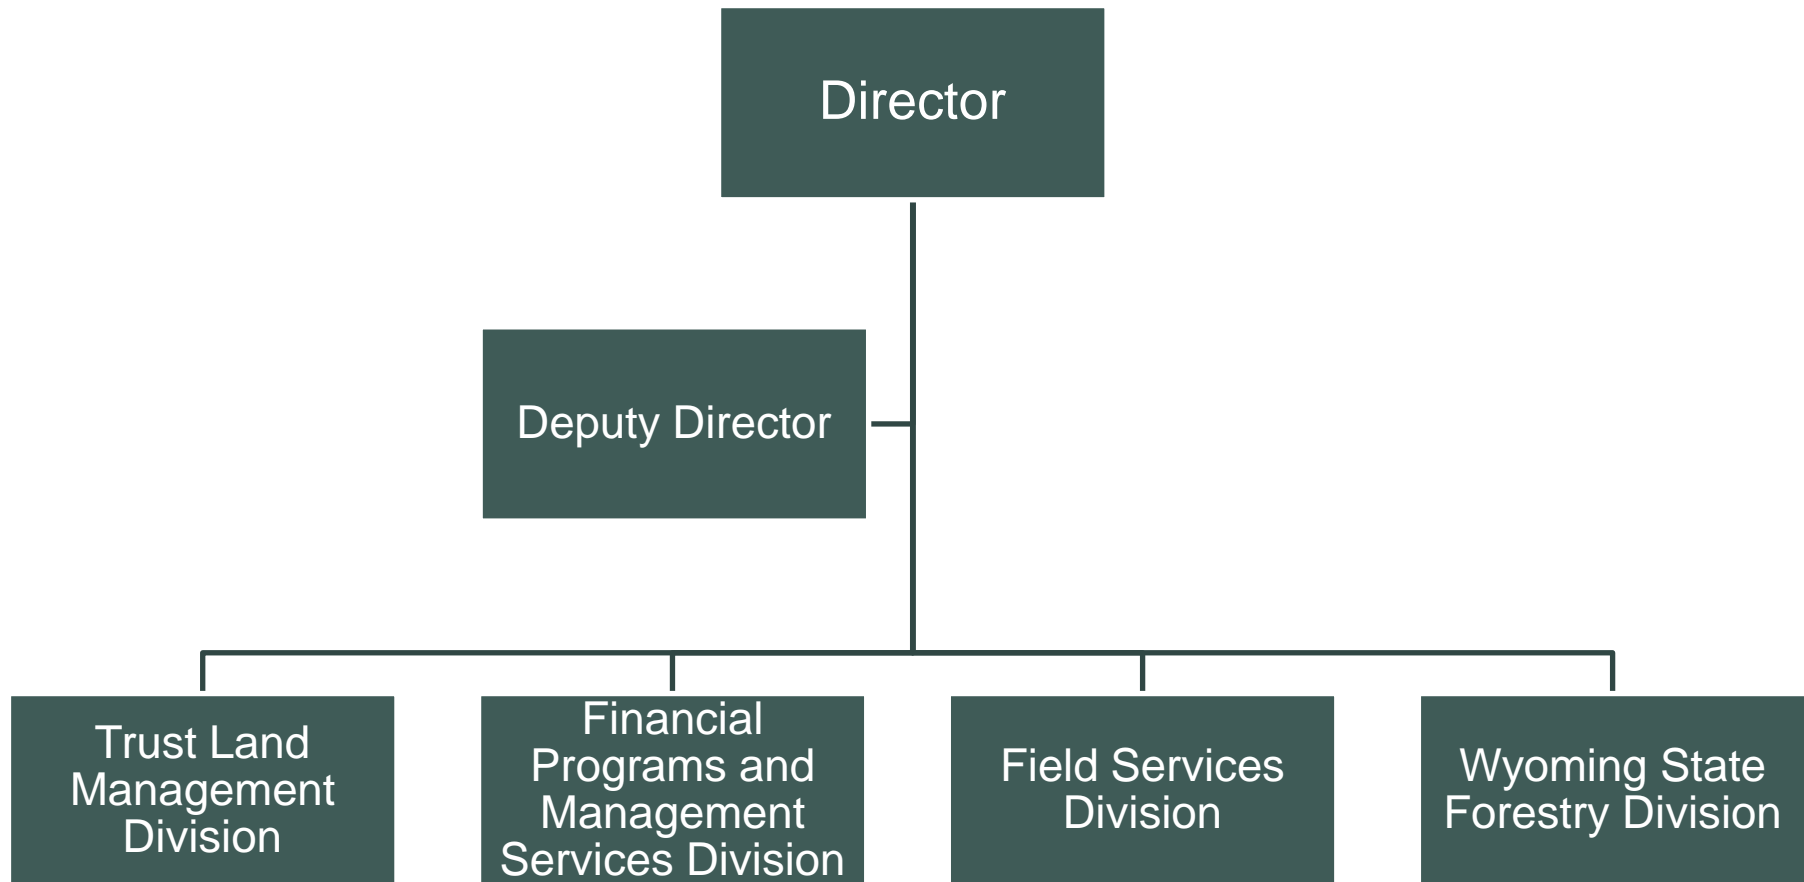 Director
Deputy Director
Trust Land
Management
Division
Financial
Programs and
Management
Services Division
Field Services
Division
Wyoming State
Forestry Division